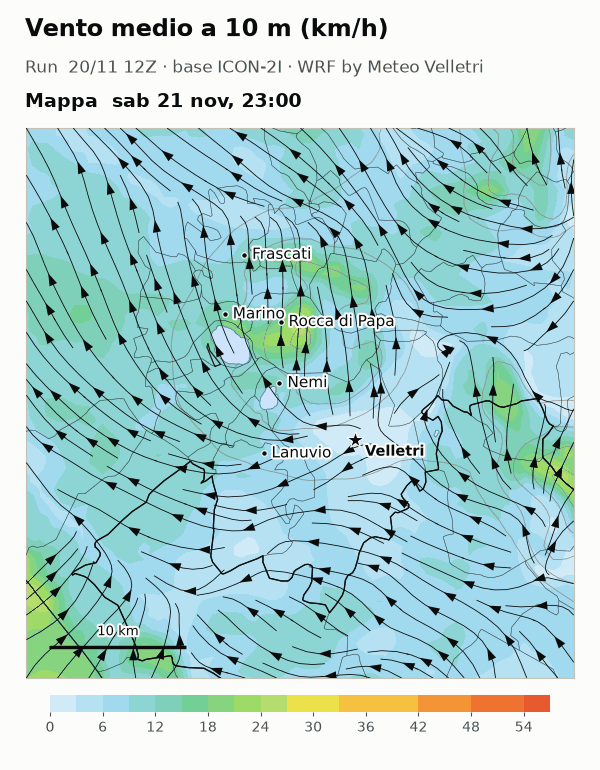 Vento medio a 10 m (km/h)
Run  20/11 12Z · base ICON-2I · WRF by Meteo Velletri
Mappa  sab 21 nov, 23:00
Frascati
Marino
Rocca di Papa
Nemi
Velletri
Lanuvio
10 km
0 6 12 18 24 30 36 42 48 54